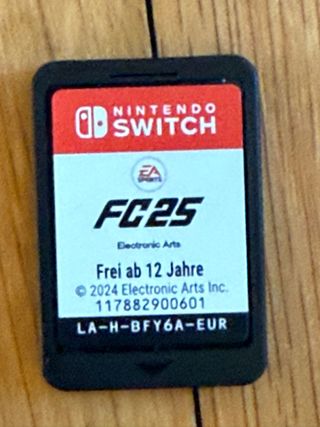 NINTENDO
SWITCH
EA
SPORTS
FC25
Electronic Arts
Frei ab 12 Jahre
© 2024 Electronic Arts Inc.
117882900601
LA-H-BFY6A-EUR